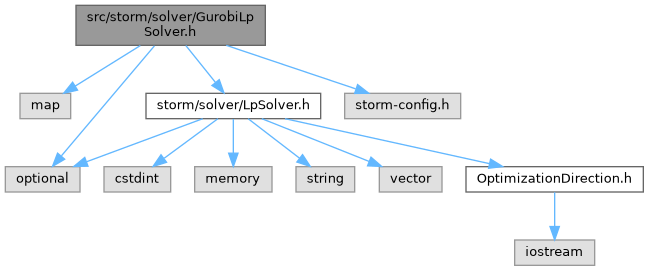 src/storm/solver/GurobiLp
Solver.h
map
storm/solver/LpSolver.h
storm-config.h
optional
cstdint
memory
string
vector
OptimizationDirection.h
iostream